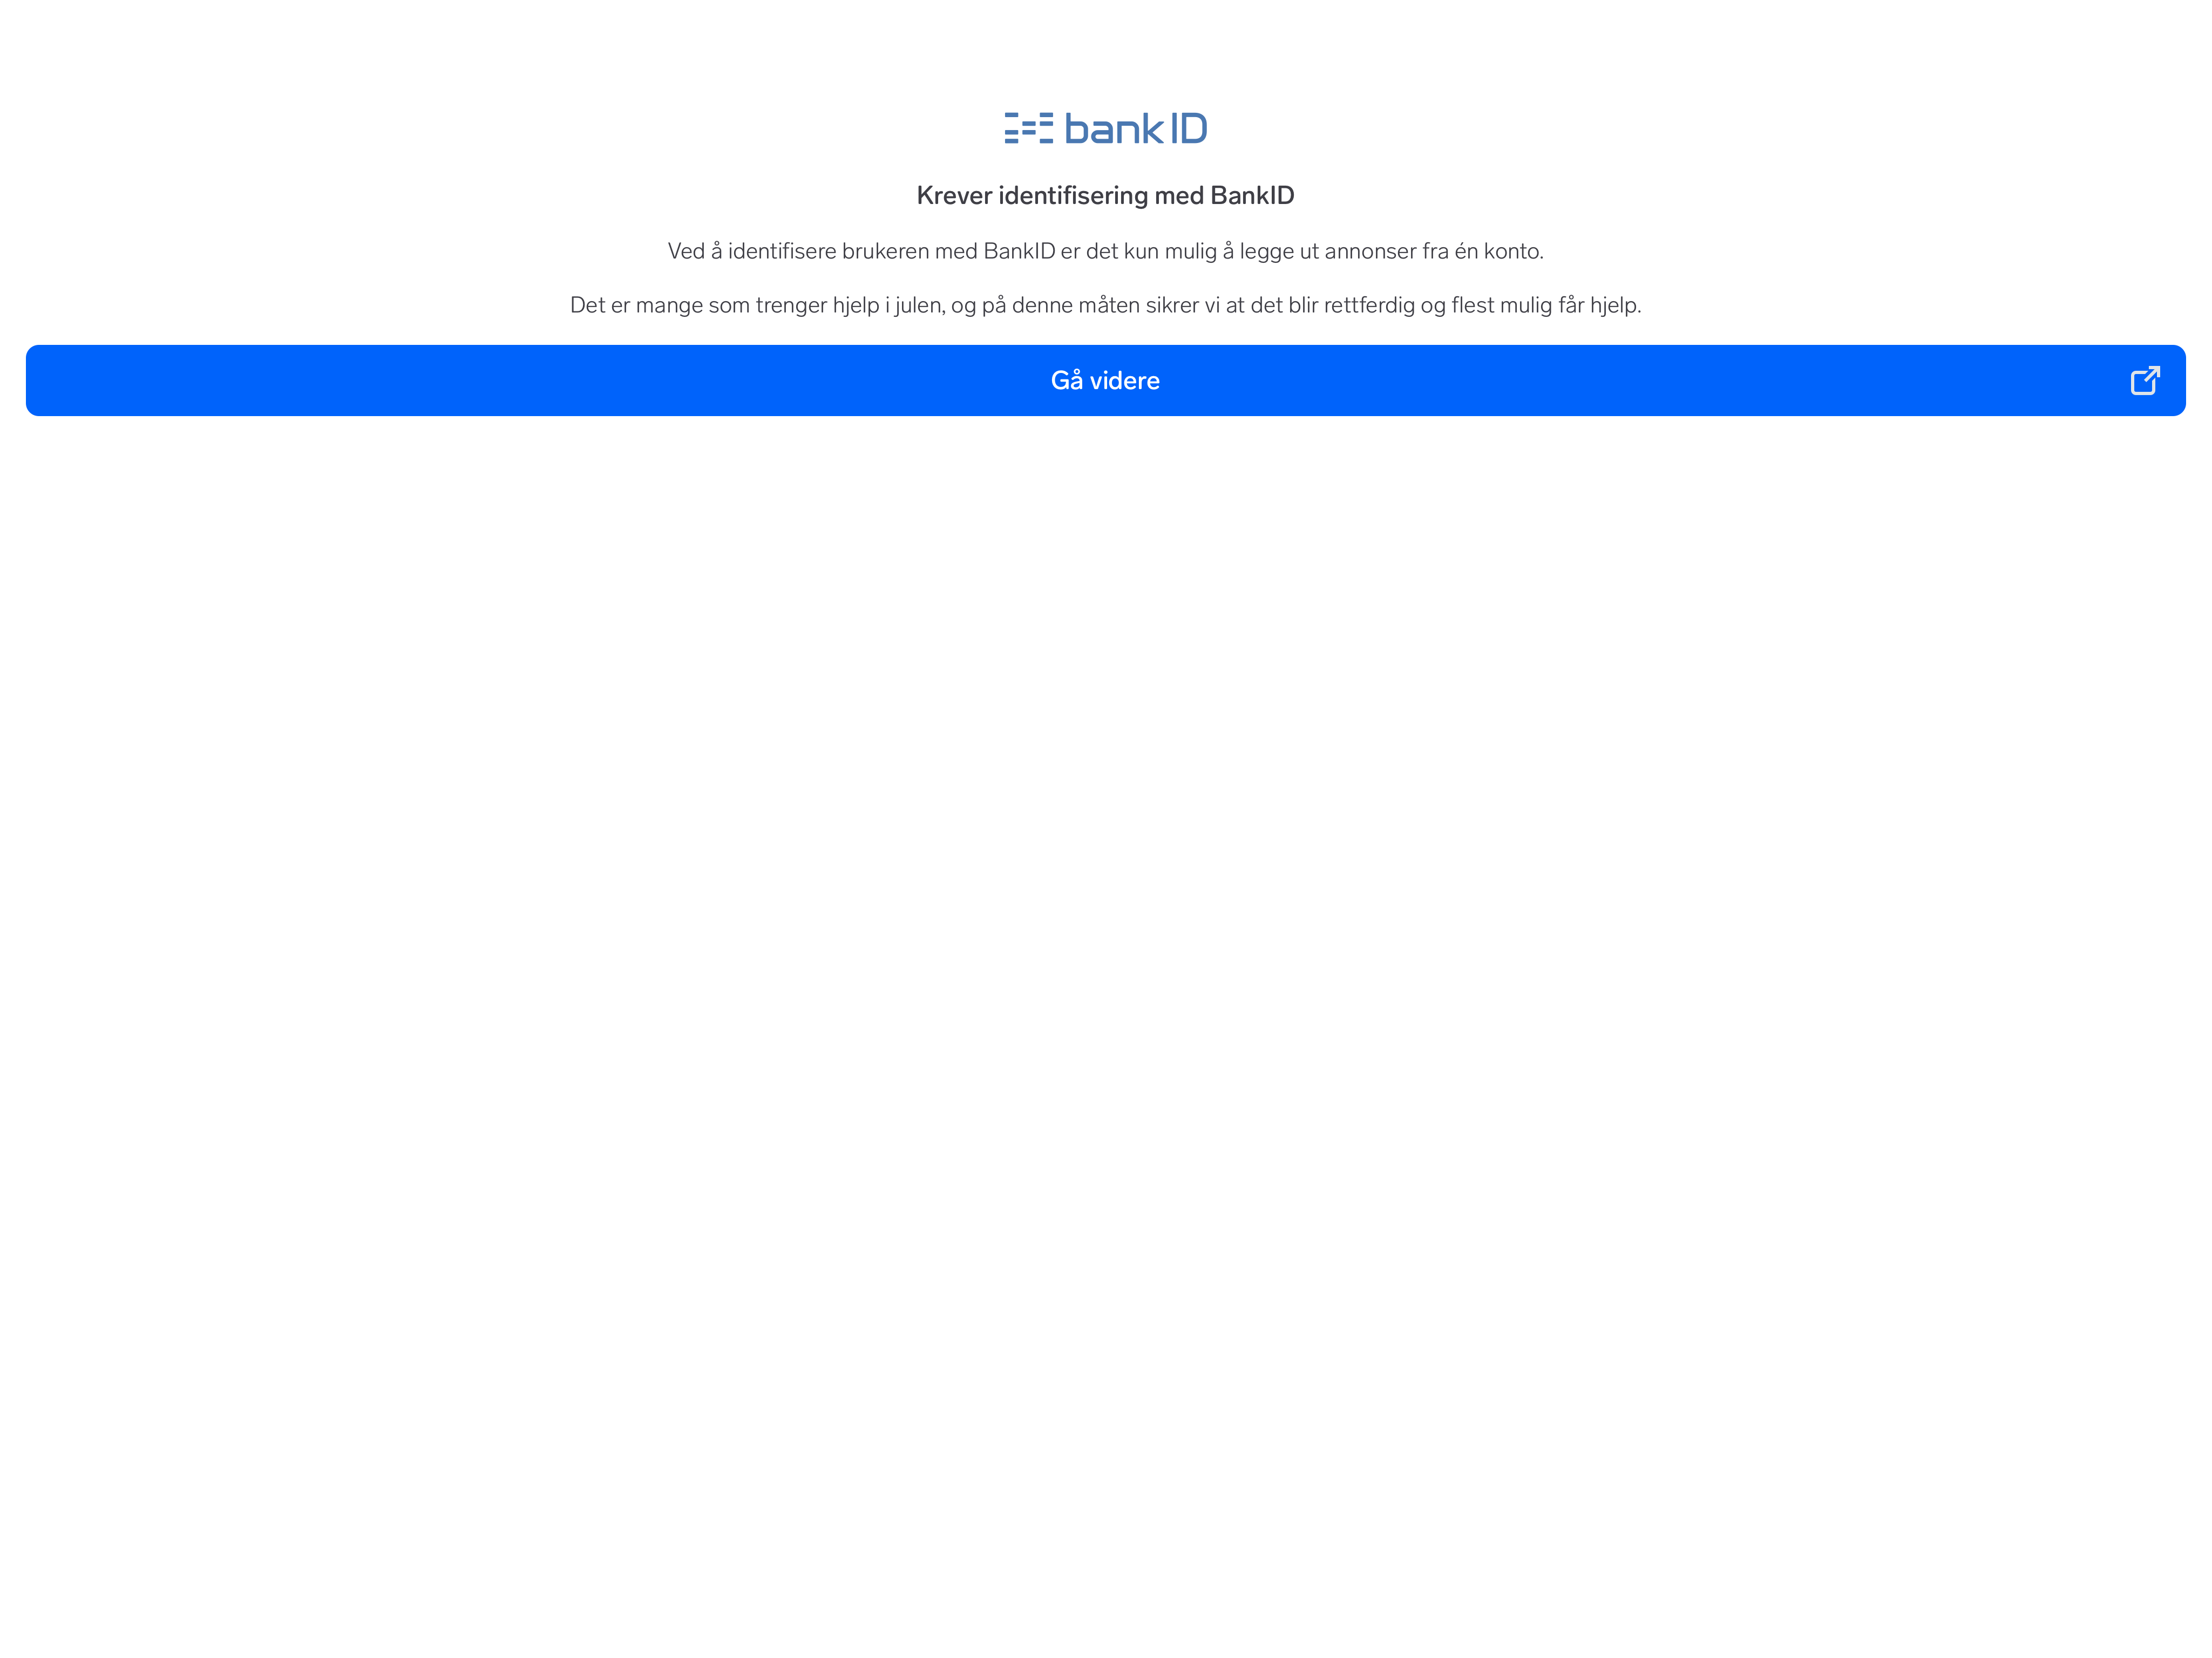 bankID
Krever identifisering med BankID
Ved å identifisere brukeren med BankID er det kun mulig å legge ut annonser fra én konto.
Det er mange som trenger hjelp i julen, og på denne måten sikrer vi at det blir rettferdig og flest mulig får hjelp.
Gå videre